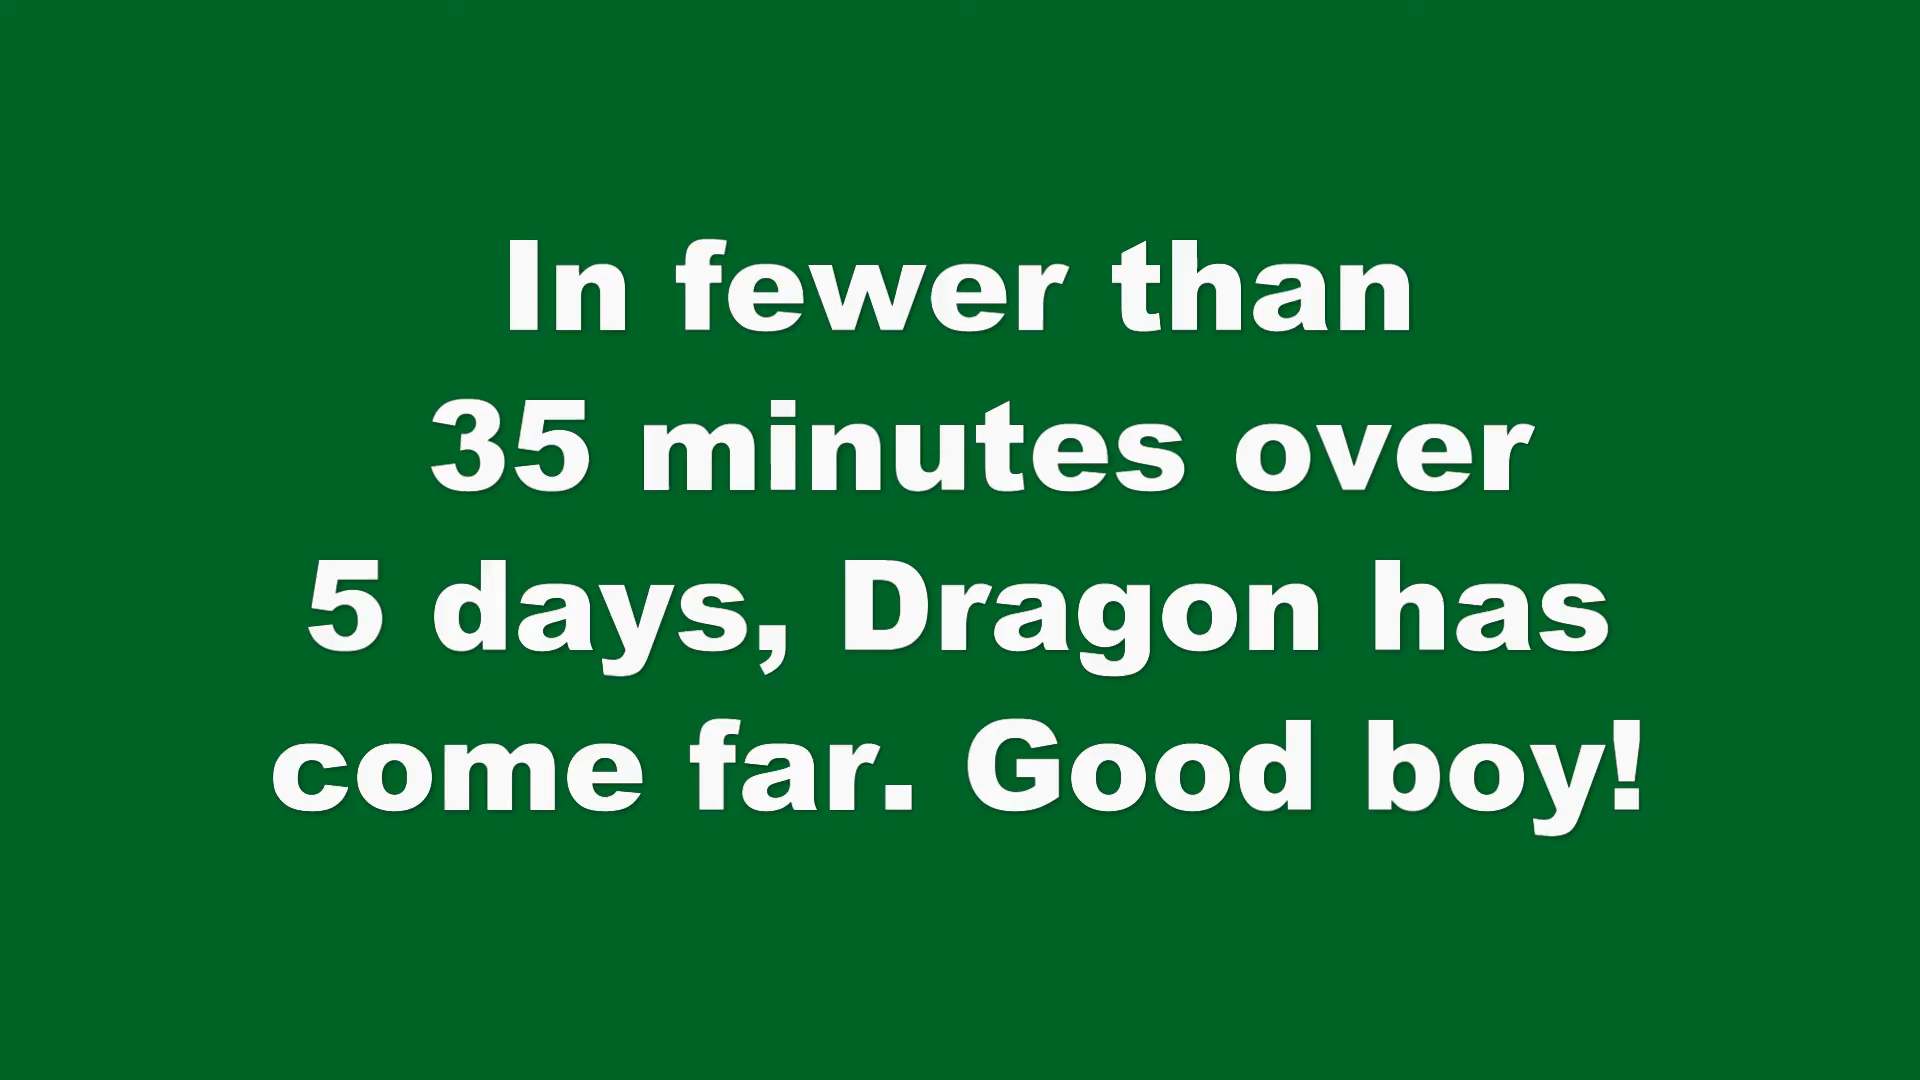 In fewer than
35 minutes over
5 days, Dragon has
come far. Good boy!